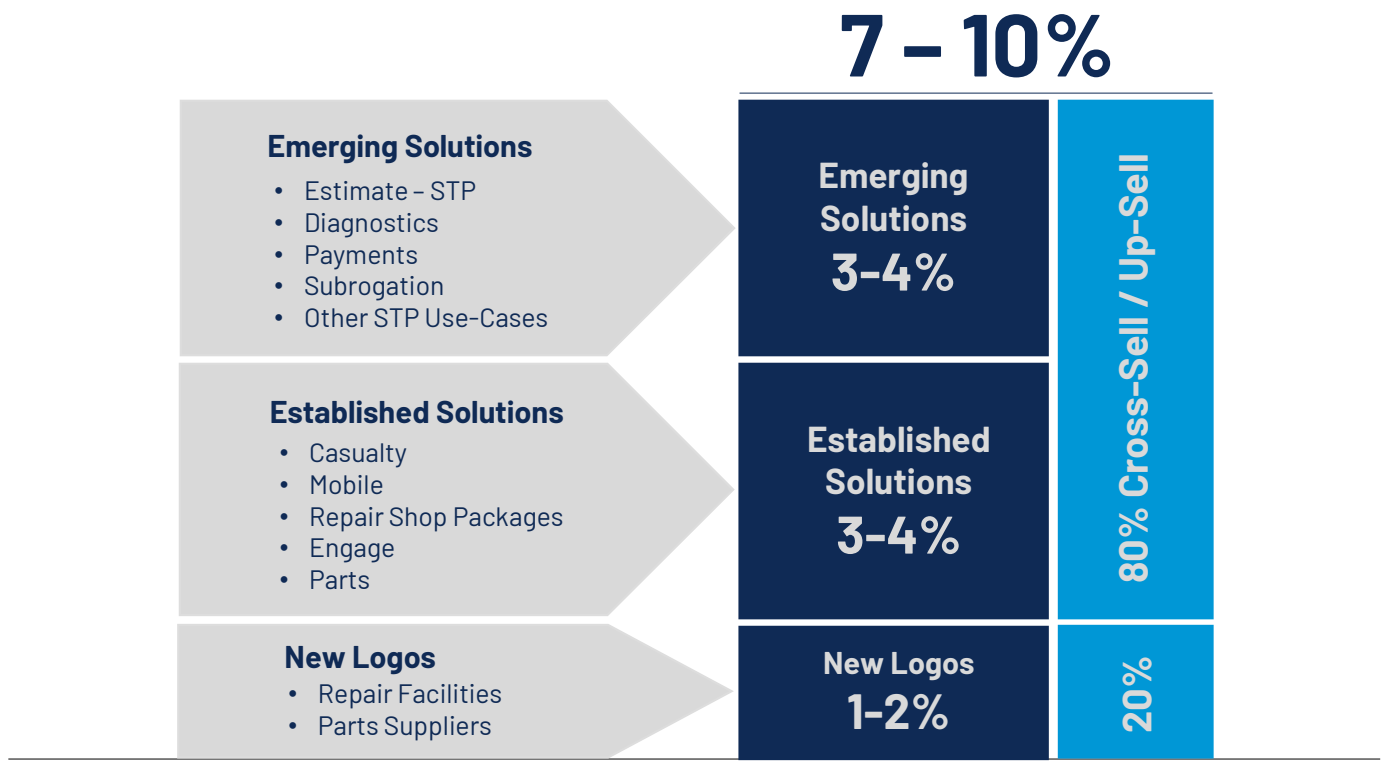 7 – 10%
Emerging Solutions
• Estimate – STP
• Diagnostics
• Payments
• Subrogation
• Other STP Use-Cases
Emerging
Solutions
3-4%
80% Cross-Sell / Up-Sell
Established Solutions
• Casualty
• Mobile
• Repair Shop Packages
• Engage
• Parts
Established
Solutions
3-4%
New Logos
• Repair Facilities
• Parts Suppliers
New Logos
1-2%
20%